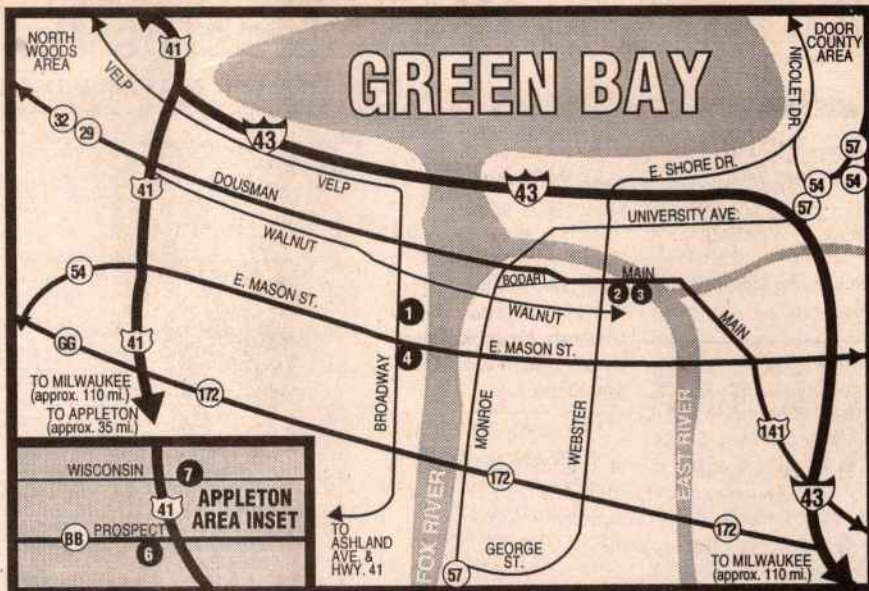 NORTH
WOODS
AREA
41
VELP
GREEN BAY
DOOR
COUNTY
AREA
NICOLET DR.
32
29
43
57
54
54
57
E. SHORE DR.
41
DOUSMAN
VELP
43
UNIVERSITY AVE.
WALNUT
BODART
MAIN
2
3
54
E. MASON ST.
1
WALNUT
MAIN
GG
41
4
E. MASON ST.
TO MILWAUKEE
(approx. 110 mi.)
TO APPLETON
(approx. 35 mi.)
172
BROADWAY
MONROE
WEBSTER
EAST RIVER
141
WISCONSIN
7
41
APPLETON
AREA INSET
BB
PROSPECT
6
TO
ASHLAND
AVE. &
HWY. 41
FOX RIVER
172
43
172
GEORGE
ST.
57
TO MILWAUKEE
(approx. 110 mi.)